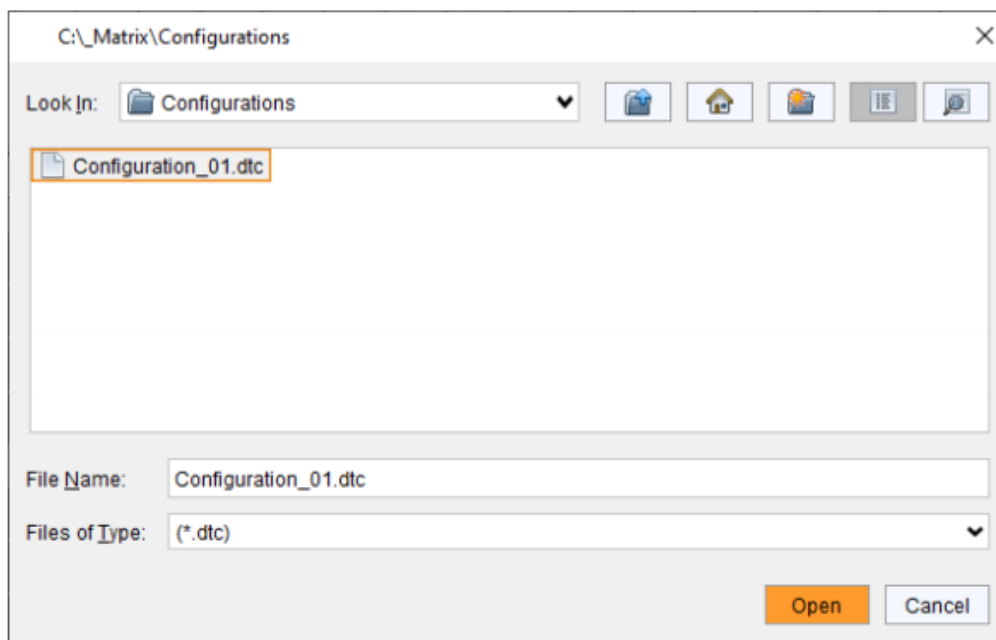 C:\_Matrix\Configurations
Look In: Configurations
Configuration_01.dtc
File Name: Configuration_01.dtc
Files of Type: (*.dtc)
Open Cancel